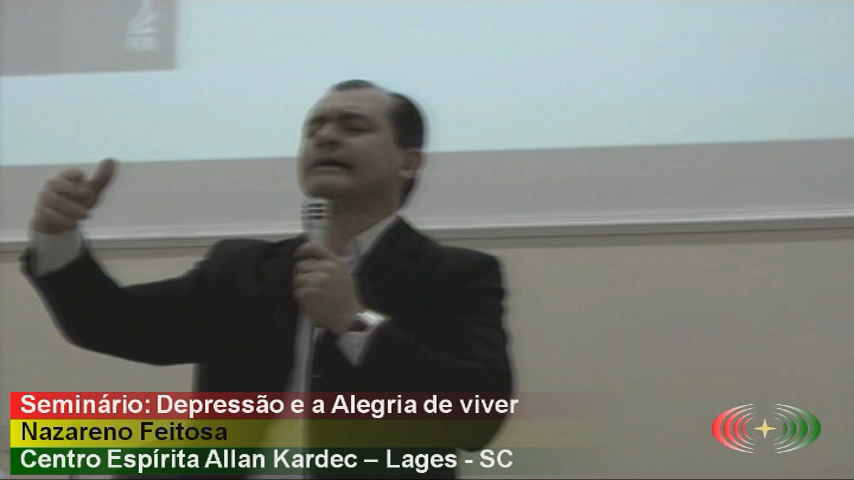 Seminário: Depressão e a Alegria de viver
Nazareno Feitosa
Centro Espírita Allan Kardec – Lages - SC